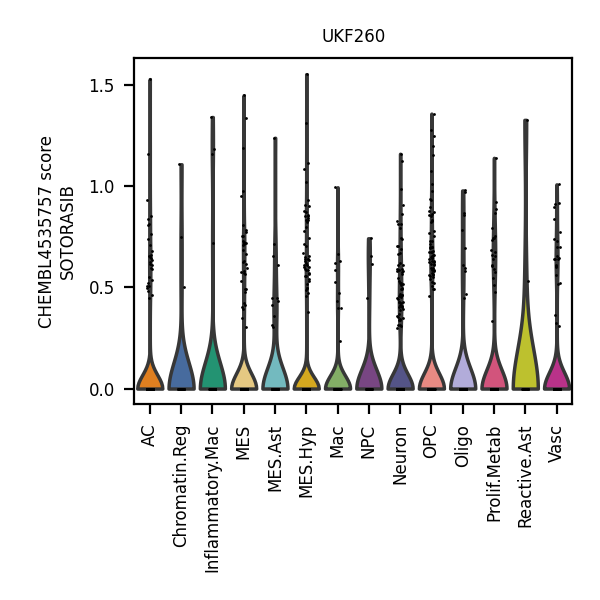 UKF260
CHEMBL4535757 score
SOTORASIB
1.5
1.0
0.5
0.0
AC
Chromatin.Reg
Inflammatory.Mac
MES
MES.Ast
MES.Hyp
Mac
NPC
Neuron
OPC
Oligo
Prolif.Metab
Reactive.Ast
Vasc